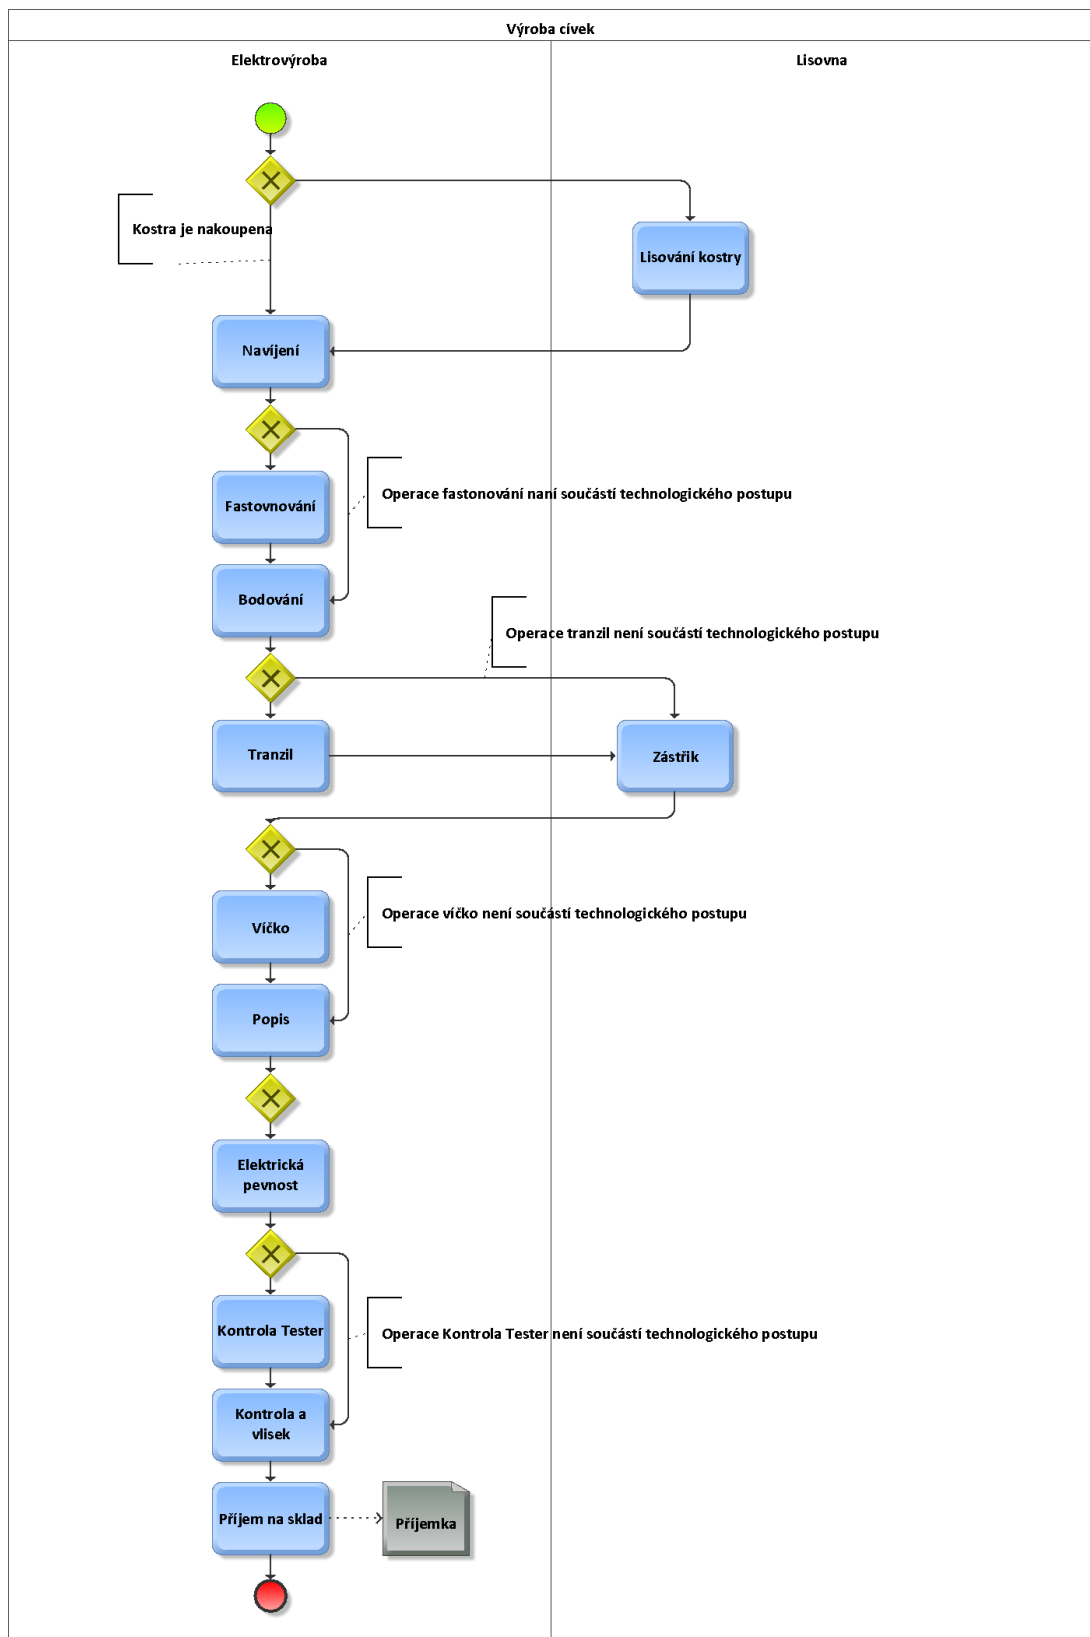 Výroba cívek
Elektrovýroba
Lisovna
Kostra je nakoupena
Lisování kostry
Navíjení
Operace fastonování naní součástí technologického postupu
Fastovnování
Bodování
Operace tranzil není součástí technologického postupu
Tranzil
Zástřik
Víčko
Operace víčko není součástí technologického postupu
Popis
Elektrická
pevnost
Kontrola Tester
Operace Kontrola Tester není součástí technologického postupu
Kontrola a
vlisek
Příjem na sklad
Příjemka